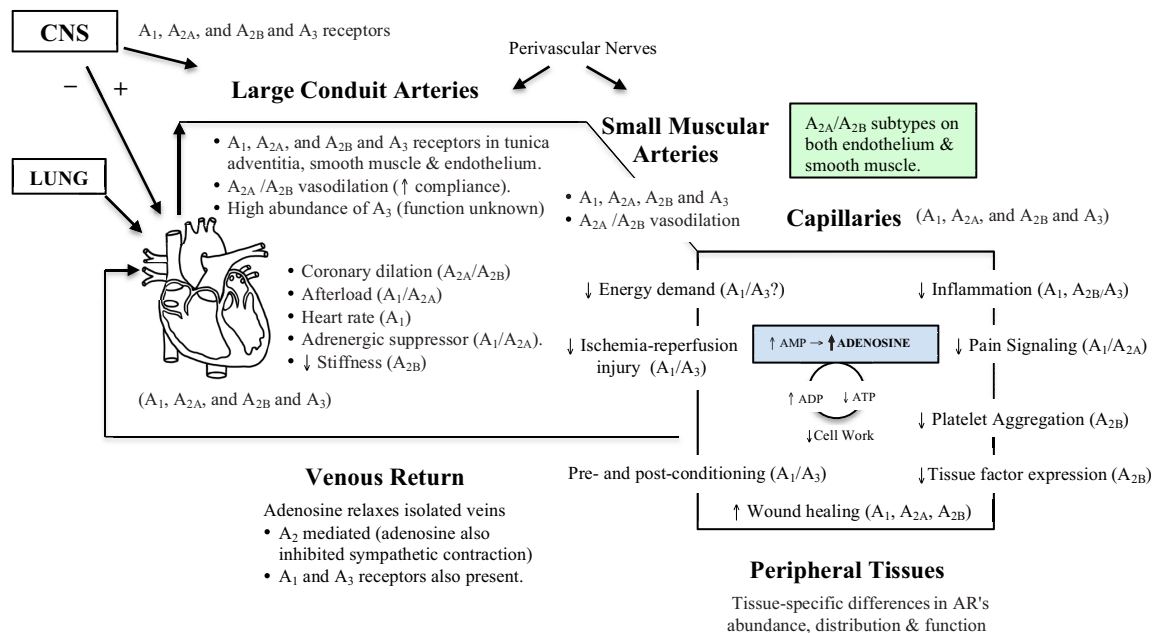 CNS
A1, A2A, and A2B and A3 receptors
− +
Perivascular Nerves
LUNG
Large Conduit Arteries
• A1, A2A, and A2B and A3 receptors in tunica
adventitia, smooth muscle & endothelium.
• A2A /A2B vasodilation (↑ compliance).
• High abundance of A3 (function unknown)
Small Muscular
Arteries
• A1, A2A, A2B and A3
• A2A /A2B vasodilation
A2A/A2B subtypes on
both endothelium &
smooth muscle.
Capillaries (A1, A2A, and A2B and A3)
• Coronary dilation (A2A/A2B)
• Afterload (A1/A2A)
• Heart rate (A1)
• Adrenergic suppressor (A1/A2A).
• ↓ Stiffness (A2B)
(A1, A2A, and A2B and A3)
↓ Energy demand (A1/A3?)
↓ Ischemia-reperfusion
injury (A1/A3)
Pre- and post-conditioning (A1/A3)
↑ AMP → ↑ ADENOSINE
↑ ADP ↓ ATP
↓Cell Work
↓ Inflammation (A1, A2B/A3)
↓ Pain Signaling (A1/A2A)
↓ Platelet Aggregation (A2B)
↓Tissue factor expression (A2B)
↑ Wound healing (A1, A2A, A2B)
Venous Return
Adenosine relaxes isolated veins
• A2 mediated (adenosine also
inhibited sympathetic contraction)
• A1 and A3 receptors also present.
Peripheral Tissues
Tissue-specific differences in AR's
abundance, distribution & function